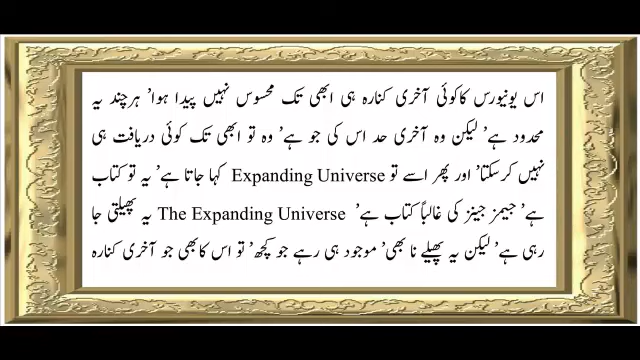 اس یونیورس کا کوئی آخری کنارہ ہی ابھی تک محسوس نہیں پیدا ہوا’ ہر چند یہ
محدود ہے’ لیکن وہ آخری حد اس کی جو ہے’ وہ تو ابھی تک کوئی دریافت ہی
نہیں کر سکتا’ اور پھر اسے تو Expanding Universe کہا جاتا ہے’ یہ تو کتاب
ہے’ جیمز جینز کی غالباً کتاب ہے’ The Expanding Universe یہ پھیلتی جا
رہی ہے’ لیکن یہ پھیلے نا بھی’ موجود ہی رہے جو کچھ’ تو اس کا بھی جو آخری کنارہ